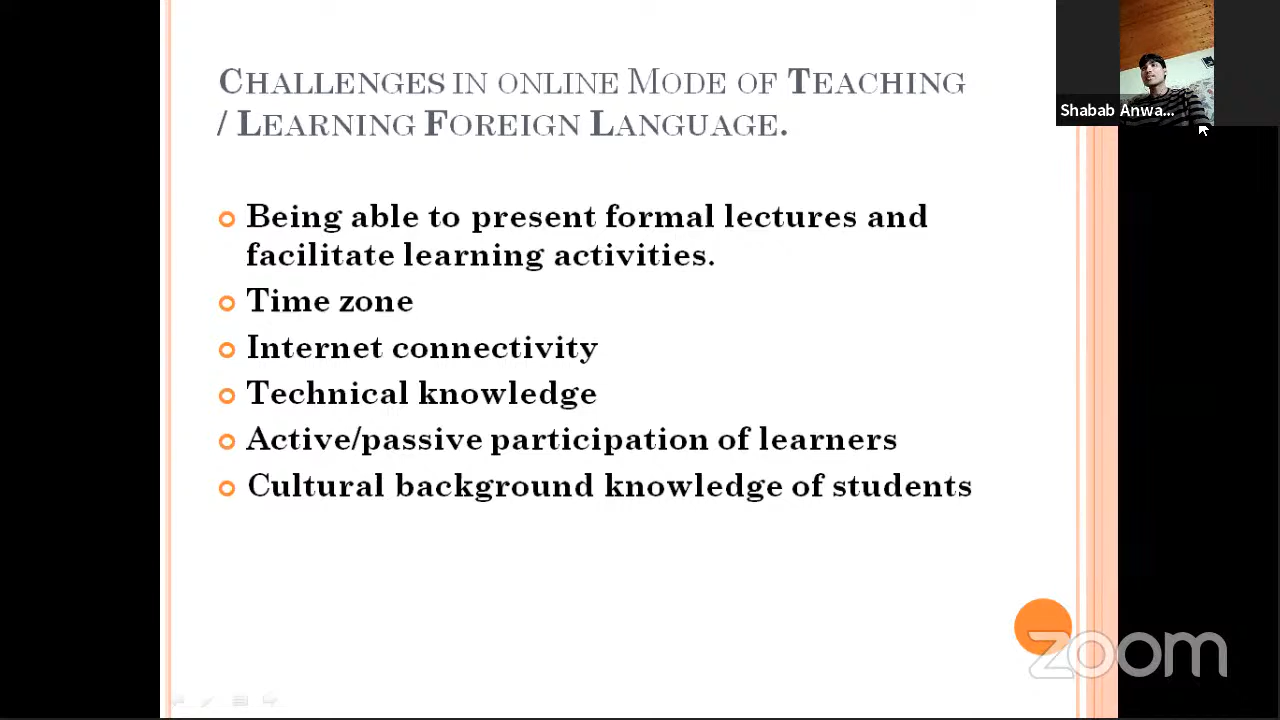 CHALLENGES IN ONLINE MODE OF TEACHING
/ LEARNING FOREIGN LANGUAGE.
Being able to present formal lectures and
facilitate learning activities.
Time zone
Internet connectivity
Technical knowledge
Active/passive participation of learners
Cultural background knowledge of students
Shabab Anwa...
zoom